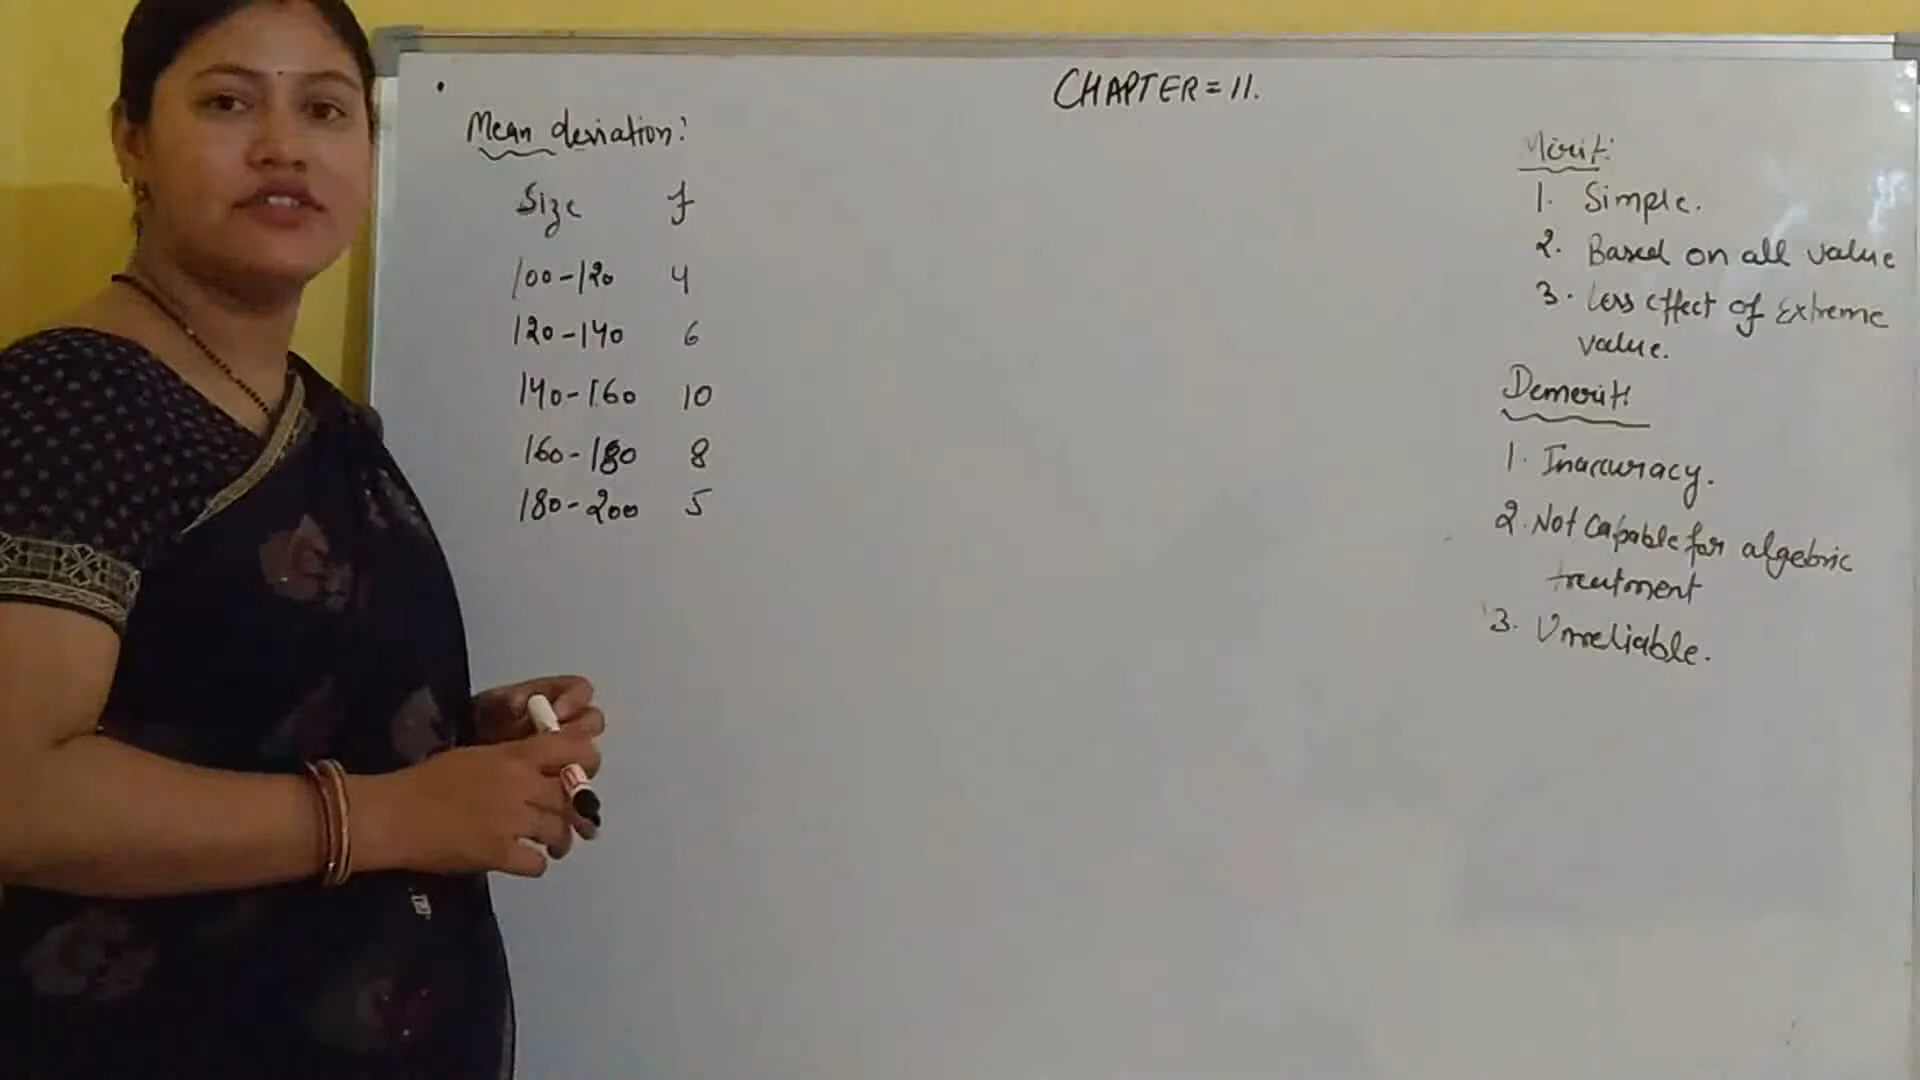 CHAPTER = 11.
Mean deviation:
Size f
100-120 4
120-140 6
140-160 10
160-180 8
180-200 5
Merit:
1. Simple.
2. Based on all value
3. Less effect of Extreme
value.
Demerit:
1. Inaccuracy.
2. Not Capable for algebric
treatment
3. Unreliable.